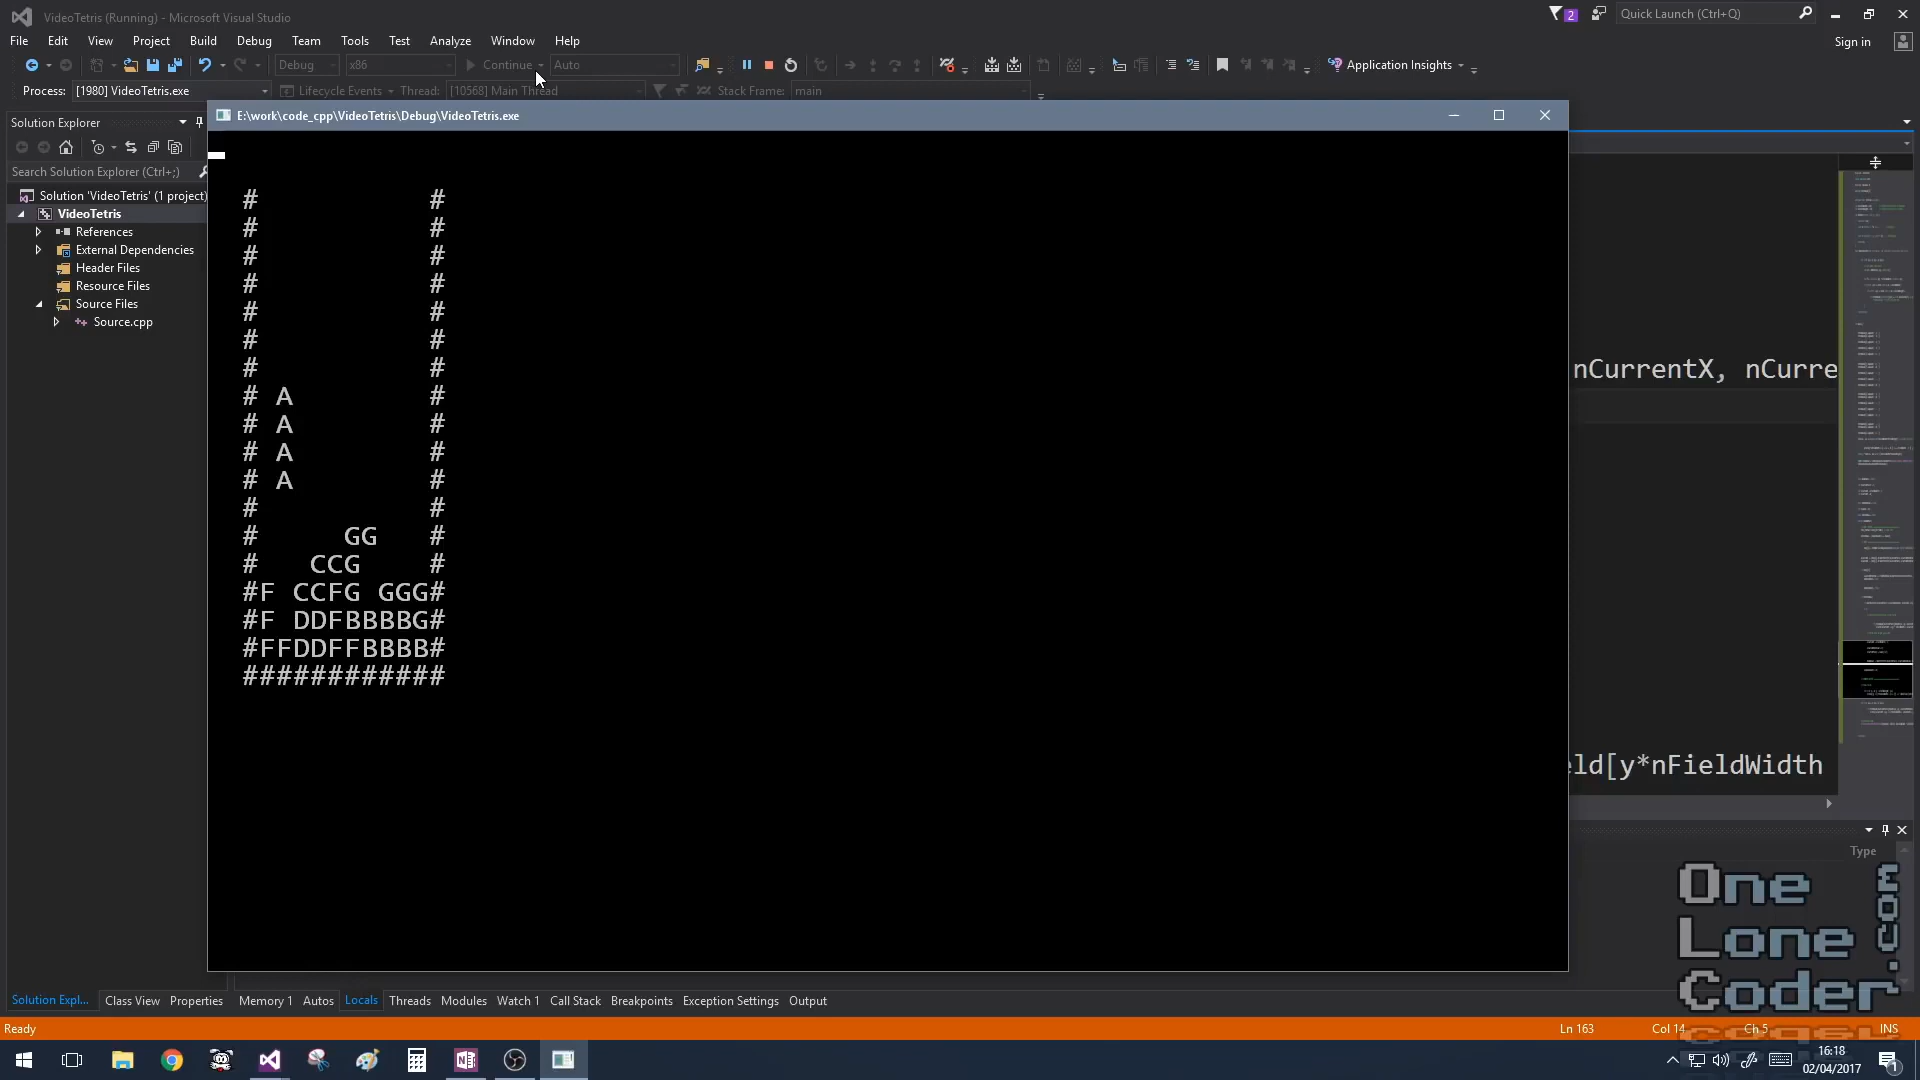 VideoTetris (Running) - Microsoft Visual Studio
2
Quick Launch (Ctrl+Q)
File Edit View Project Build Debug Team Tools Test Analyze Window Help
Sign in
Debug x86 Continue Auto Application Insights
Process: [1980] VideoTetris.exe Lifecycle Events Thread: [10568] Main Thread Stack Frame: main
Solution Explorer
E:\work\code_cpp\VideoTetris\Debug\VideoTetris.exe
Search Solution Explorer (Ctrl+;)
Solution 'VideoTetris' (1 project)
VideoTetris
References
External Dependencies
Header Files
Resource Files
Source Files
Source.cpp
#          #
#          #
#          #
#          #
#          #
#          #
#          #
# A        #
# A        #
# A        #
# A        #
#          #
#     GG   #
#   CCG    #
#F CCFG GGG#
#F DDFBBBBG#
#FFDDFFBBBB#
############
nCurrentX, nCurre
eld[y*nFieldWidth
Type
One
Lone
Coder.
com
Solution Expl... Class View Properties Memory 1 Autos Locals Threads Modules Watch 1 Call Stack Breakpoints Exception Settings Output
Ready Ln 163 Col 14 Ch 5 INS
16:18
02/04/2017
1